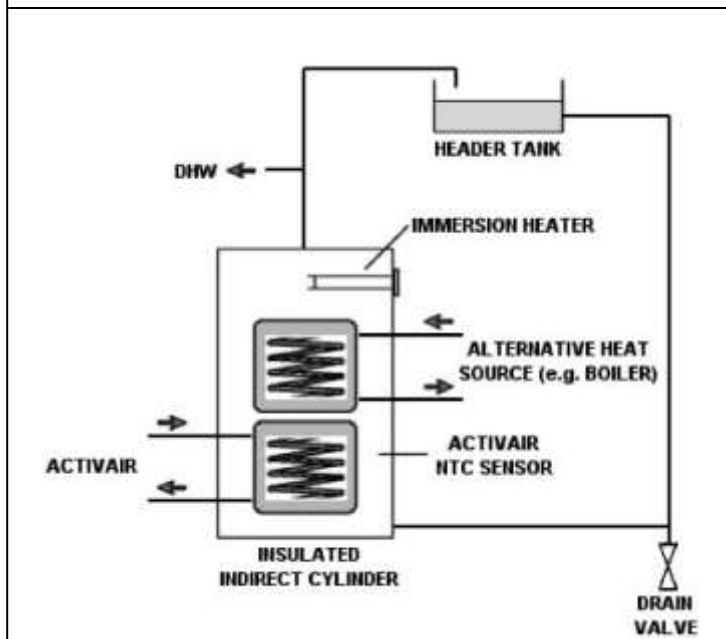 HEADER TANK
DHW
IMMERSION HEATER
ALTERNATIVE HEAT
SOURCE (e.g. BOILER)
ACTIVAIR
ACTIVAIR
NTC SENSOR
INSULATED
INDIRECT CYLINDER
DRAIN
VALVE